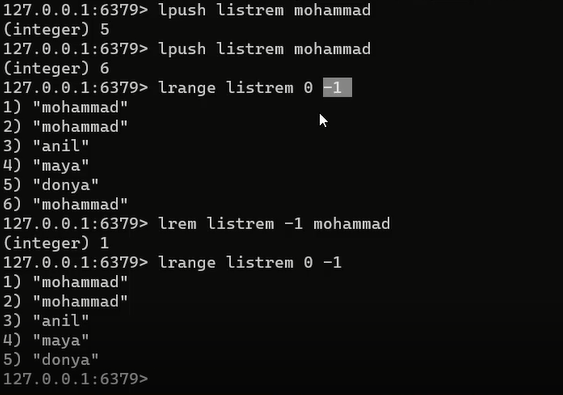 127.0.0.1:6379> lpush listrem mohammad
(integer) 5
127.0.0.1:6379> lpush listrem mohammad
(integer) 6
127.0.0.1:6379> lrange listrem 0 -1
1) "mohammad"
2) "mohammad"
3) "anil"
4) "maya"
5) "donya"
6) "mohammad"
127.0.0.1:6379> lrem listrem -1 mohammad
(integer) 1
127.0.0.1:6379> lrange listrem 0 -1
1) "mohammad"
2) "mohammad"
3) "anil"
4) "maya"
5) "donya"
127.0.0.1:6379>